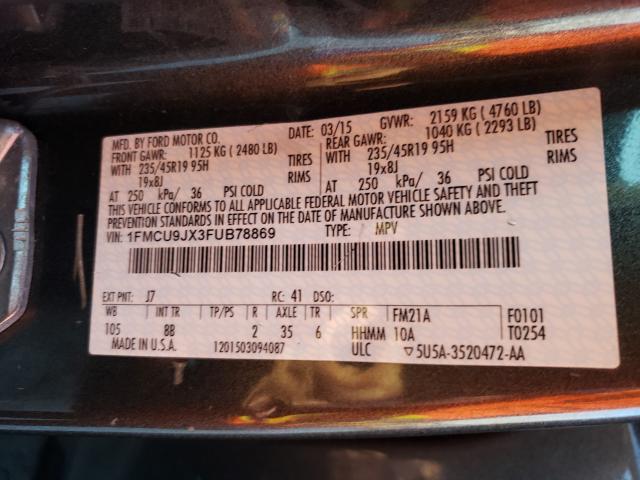 MFD. BY FORD MOTOR CO. DATE: 03/15 GVWR: 2159 KG ( 4760 LB)
FRONT GAWR: 1125 KG ( 2480 LB) REAR GAWR: 1040 KG ( 2293 LB)
WITH 235/45R19 95H TIRES WITH 235/45R19 95H TIRES
19x8J RIMS 19x8J RIMS
AT 250 kPa/ 36 PSI COLD AT 250 kPa/ 36 PSI COLD
THIS VEHICLE CONFORMS TO ALL APPLICABLE FEDERAL MOTOR VEHICLE SAFETY AND THEFT
PREVENTION STANDARDS IN EFFECT ON THE DATE OF MANUFACTURE SHOWN ABOVE.
VIN: 1FMCU9JX3FUB78869 TYPE: MPV
EXT PNT: J7 RC: 41 DSO:
WB INT TR TP/PS R AXLE TR SPR FM21A F0101
105 8B 2 35 6 HHMM 10A T0254
MADE IN U.S.A. 1201503094087 ULC ▽5U5A-3520472-AA